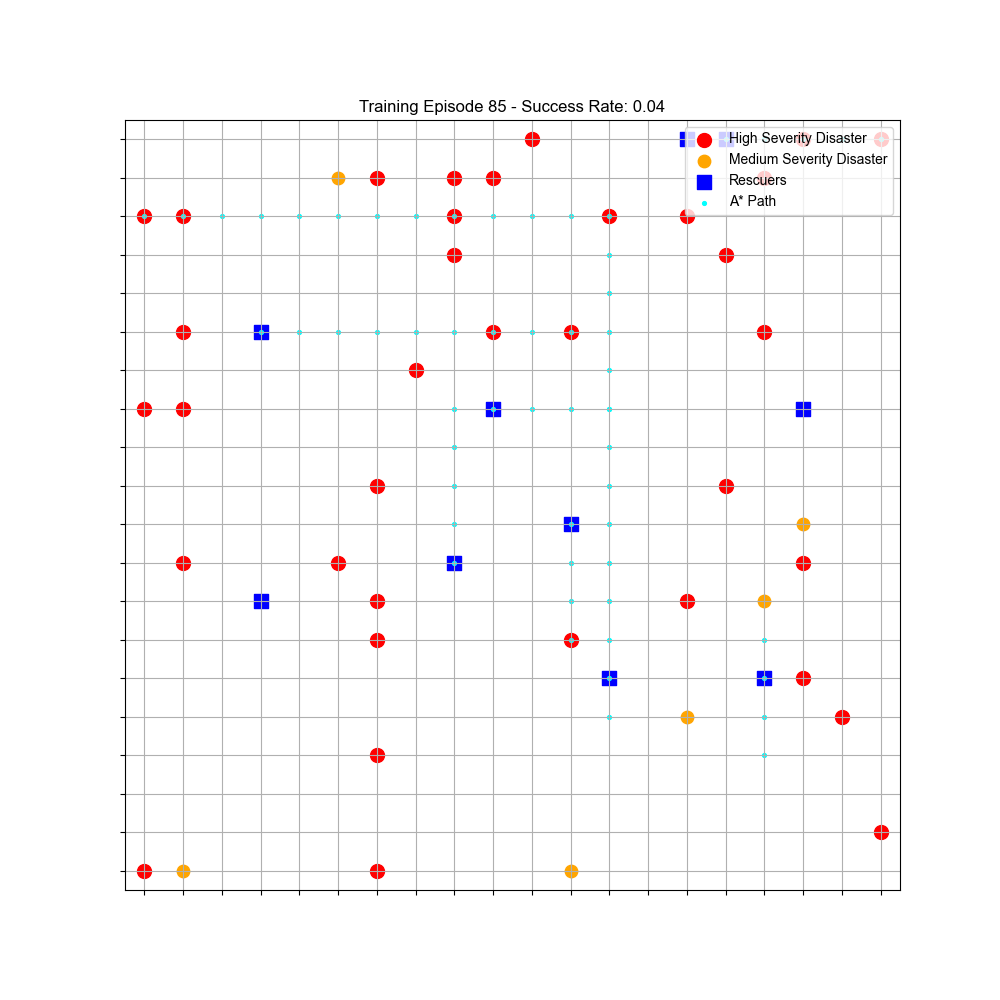 Training Episode 85 - Success Rate: 0.04
High Severity Disaster
Medium Severity Disaster
Rescuers
A* Path